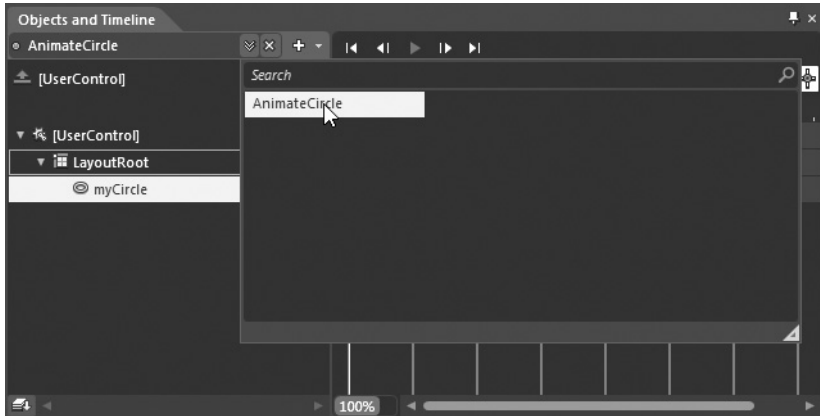 Objects and Timeline
AnimateCircle
[UserControl]
Search
AnimateCircle
[UserControl]
LayoutRoot
myCircle
100%